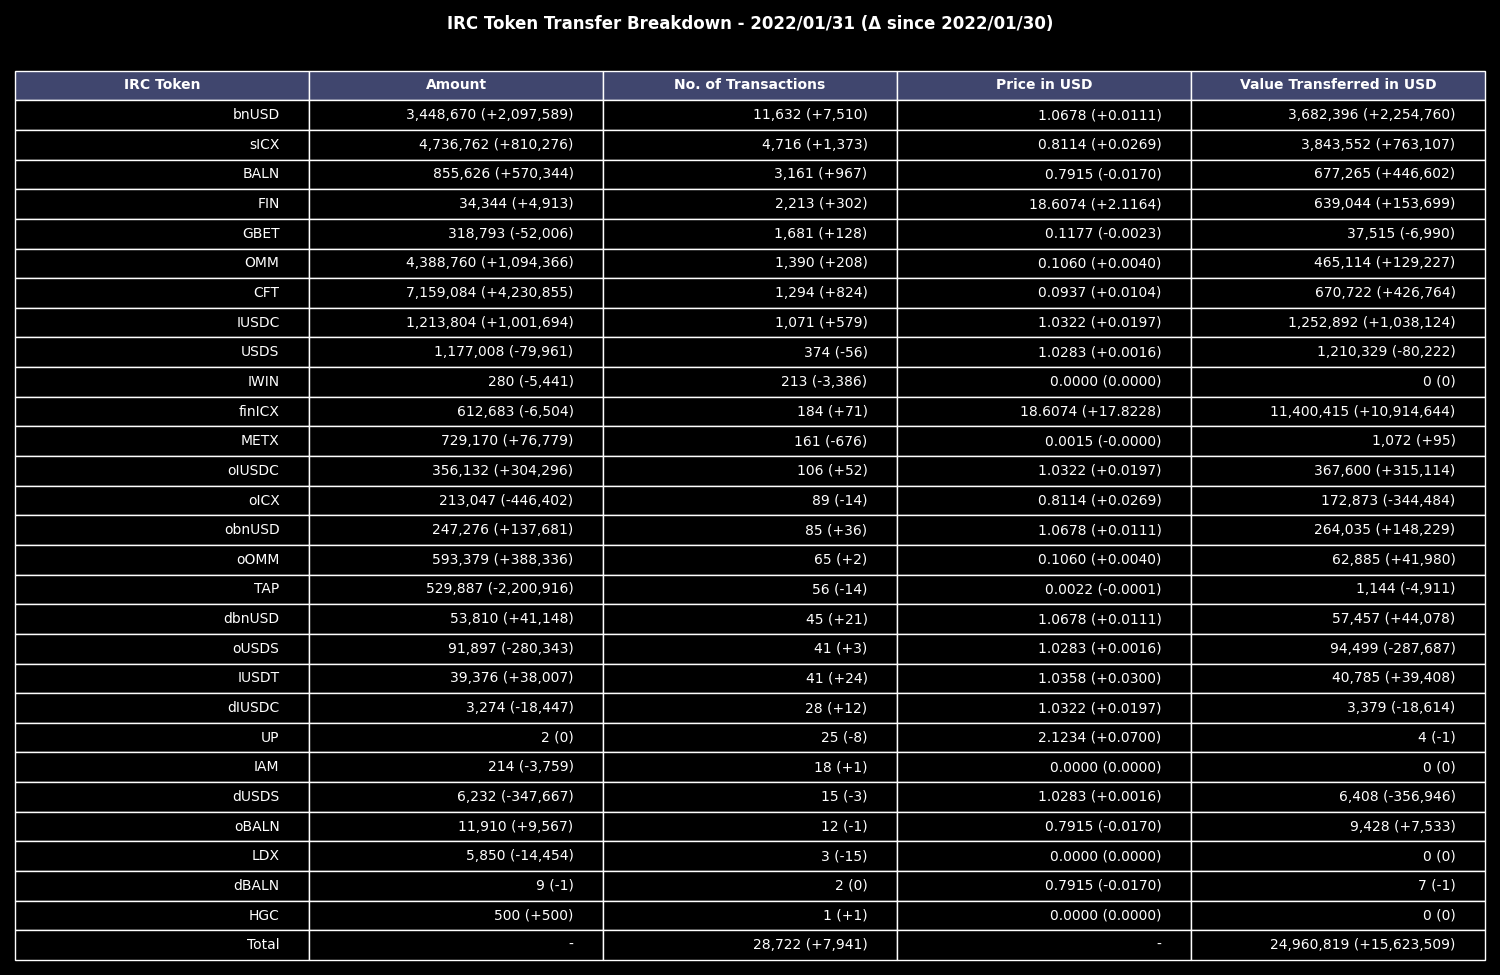 IRC Token Transfer Breakdown - 2022/01/31 (Δ since 2022/01/30)
IRC Token Amount No. of Transactions Price in USD Value Transferred in USD
bnUSD 3,448,670 (+2,097,589) 11,632 (+7,510) 1.0678 (+0.0111) 3,682,396 (+2,254,760)
sICX 4,736,762 (+810,276) 4,716 (+1,373) 0.8114 (+0.0269) 3,843,552 (+763,107)
BALN 855,626 (+570,344) 3,161 (+967) 0.7915 (-0.0170) 677,265 (+446,602)
FIN 34,344 (+4,913) 2,213 (+302) 18.6074 (+2.1164) 639,044 (+153,699)
GBET 318,793 (-52,006) 1,681 (+128) 0.1177 (-0.0023) 37,515 (-6,990)
OMM 4,388,760 (+1,094,366) 1,390 (+208) 0.1060 (+0.0040) 465,114 (+129,227)
CFT 7,159,084 (+4,230,855) 1,294 (+824) 0.0937 (+0.0104) 670,722 (+426,764)
IUSDC 1,213,804 (+1,001,694) 1,071 (+579) 1.0322 (+0.0197) 1,252,892 (+1,038,124)
USDS 1,177,008 (-79,961) 374 (-56) 1.0283 (+0.0016) 1,210,329 (-80,222)
IWIN 280 (-5,441) 213 (-3,386) 0.0000 (0.0000) 0 (0)
finICX 612,683 (-6,504) 184 (+71) 18.6074 (+17.8228) 11,400,415 (+10,914,644)
METX 729,170 (+76,779) 161 (-676) 0.0015 (-0.0000) 1,072 (+95)
oIUSDC 356,132 (+304,296) 106 (+52) 1.0322 (+0.0197) 367,600 (+315,114)
oICX 213,047 (-446,402) 89 (-14) 0.8114 (+0.0269) 172,873 (-344,484)
obnUSD 247,276 (+137,681) 85 (+36) 1.0678 (+0.0111) 264,035 (+148,229)
oOMM 593,379 (+388,336) 65 (+2) 0.1060 (+0.0040) 62,885 (+41,980)
TAP 529,887 (-2,200,916) 56 (-14) 0.0022 (-0.0001) 1,144 (-4,911)
dbnUSD 53,810 (+41,148) 45 (+21) 1.0678 (+0.0111) 57,457 (+44,078)
oUSDS 91,897 (-280,343) 41 (+3) 1.0283 (+0.0016) 94,499 (-287,687)
IUSDT 39,376 (+38,007) 41 (+24) 1.0358 (+0.0300) 40,785 (+39,408)
dIUSDC 3,274 (-18,447) 28 (+12) 1.0322 (+0.0197) 3,379 (-18,614)
UP 2 (0) 25 (-8) 2.1234 (+0.0700) 4 (-1)
IAM 214 (-3,759) 18 (+1) 0.0000 (0.0000) 0 (0)
dUSDS 6,232 (-347,667) 15 (-3) 1.0283 (+0.0016) 6,408 (-356,946)
oBALN 11,910 (+9,567) 12 (-1) 0.7915 (-0.0170) 9,428 (+7,533)
LDX 5,850 (-14,454) 3 (-15) 0.0000 (0.0000) 0 (0)
dBALN 9 (-1) 2 (0) 0.7915 (-0.0170) 7 (-1)
HGC 500 (+500) 1 (+1) 0.0000 (0.0000) 0 (0)
Total - 28,722 (+7,941) - 24,960,819 (+15,623,509)